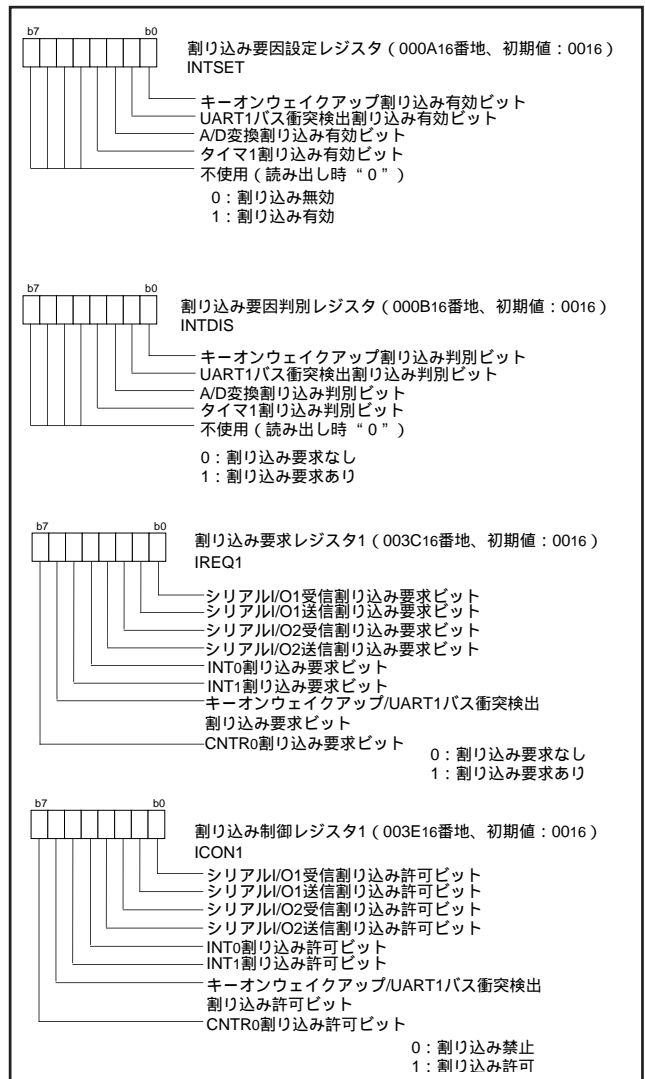 b7 b0
割り込み要因設定レジスタ（000A16番地、初期値：0016）
INTSET
キーオンウェイクアップ割り込み有効ビット
UART1バス衝突検出割り込み有効ビット
A/D変換割り込み有効ビット
タイマ1割り込み有効ビット
不使用（読み出し時“0”）
0：割り込み無効
1：割り込み有効
b7 b0
割り込み要因判別レジスタ（000B16番地、初期値：0016）
INTDIS
キーオンウェイクアップ割り込み判別ビット
UART1バス衝突検出割り込み判別ビット
A/D変換割り込み判別ビット
タイマ1割り込み判別ビット
不使用（読み出し時“0”）
0：割り込み要求なし
1：割り込み要求あり
b7 b0
割り込み要求レジスタ1（003C16番地、初期値：0016）
IREQ1
シリアルI/O1受信割り込み要求ビット
シリアルI/O1送信割り込み要求ビット
シリアルI/O2受信割り込み要求ビット
シリアルI/O2送信割り込み要求ビット
INT0割り込み要求ビット
INT1割り込み要求ビット
キーオンウェイクアップ/UART1バス衝突検出
割り込み要求ビット
CNTR0割り込み要求ビット
0：割り込み要求なし
1：割り込み要求あり
b7 b0
割り込み制御レジスタ1（003E16番地、初期値：0016）
ICON1
シリアルI/O1受信割り込み許可ビット
シリアルI/O1送信割り込み許可ビット
シリアルI/O2受信割り込み許可ビット
シリアルI/O2送信割り込み許可ビット
INT0割り込み許可ビット
INT1割り込み許可ビット
キーオンウェイクアップ/UART1バス衝突検出
割り込み許可ビット
CNTR0割り込み許可ビット
0：割り込み禁止
1：割り込み許可